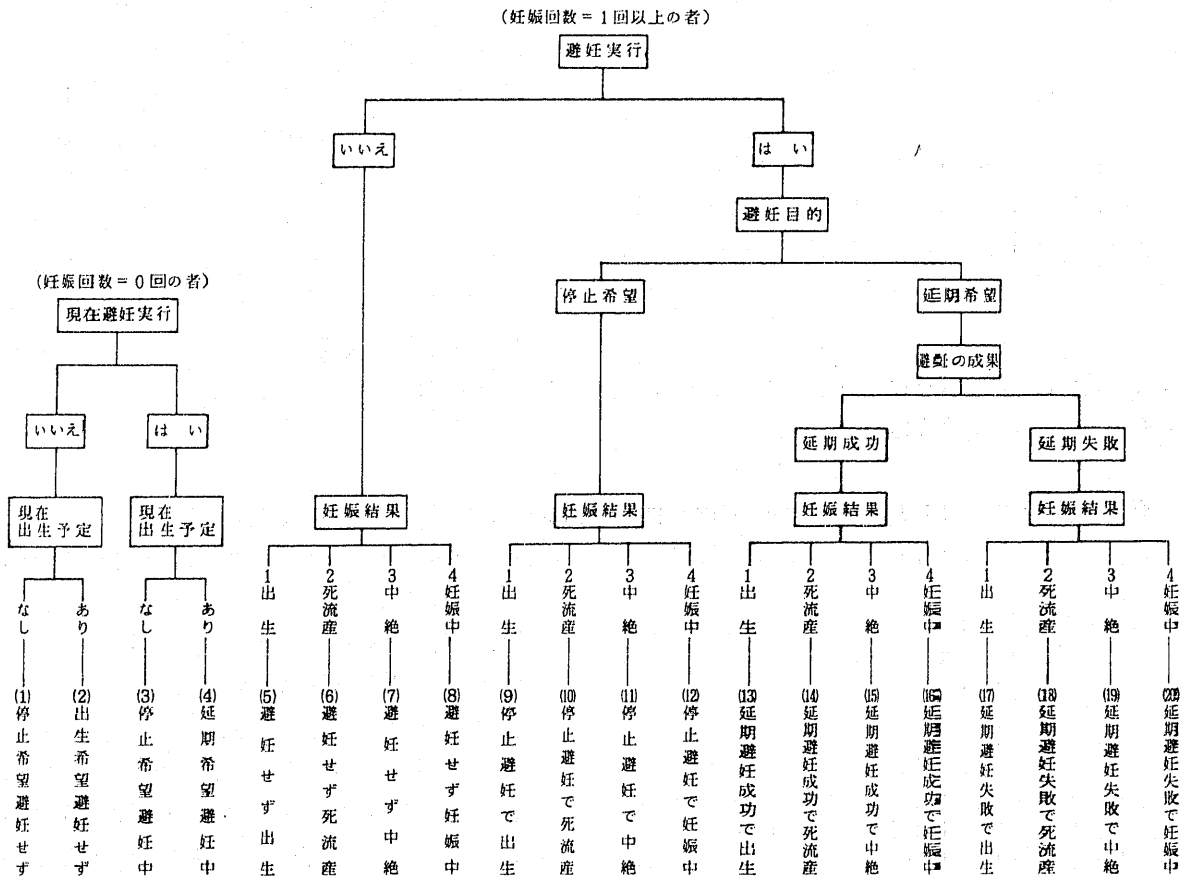 (妊娠回数=1回以上の者)
避妊実行
いいえ
はい
避妊目的
停止希望
延期希望
避妊の成果
延期成功
延期失敗
妊娠結果
妊娠結果
妊娠結果
妊娠結果
(妊娠回数=0回の者)
現在避妊実行
いいえ
はい
現在
出生予定
現在
出生予定
なし
あり
なし
あり
1 出生
2 死流産
3 中絶
4 妊娠中
1 出生
2 死流産
3 中絶
4 妊娠中
1 出生
2 死流産
3 中絶
4 妊娠中
1 出生
2 死流産
3 中絶
4 妊娠中
(1)停止希望避妊せず
(2)出生希望避妊せず
(3)停止希望避妊中
(4)延期希望避妊中
(5)避妊せず出生
(6)避妊せず死流産
(7)避妊せず中絶
(8)避妊せず妊娠中
(9)停止避妊で出生
(10)停止避妊で死流産
(11)停止避妊で中絶
(12)停止避妊で妊娠中
(13)延期避妊成功で出生
(14)延期避妊成功で死流産
(15)延期避妊成功で中絶
(16)延期避妊成功で妊娠中
(17)延期避妊失敗で出生
(18)延期避妊失敗で死流産
(19)延期避妊失敗で中絶
(20)延期避妊失敗で妊娠中